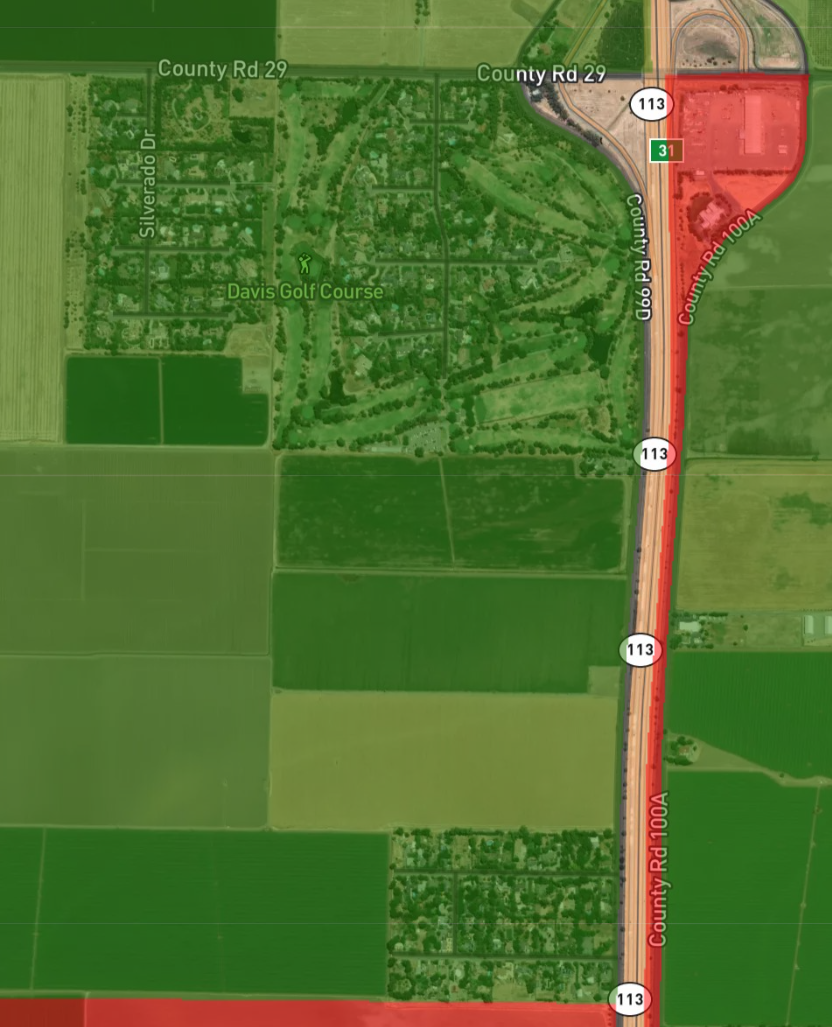 County Rd 29
County Rd 29
113
31
Silverado Dr
County Rd 99D
County Rd 100A
Davis Golf Course
113
113
County Rd 100A
113